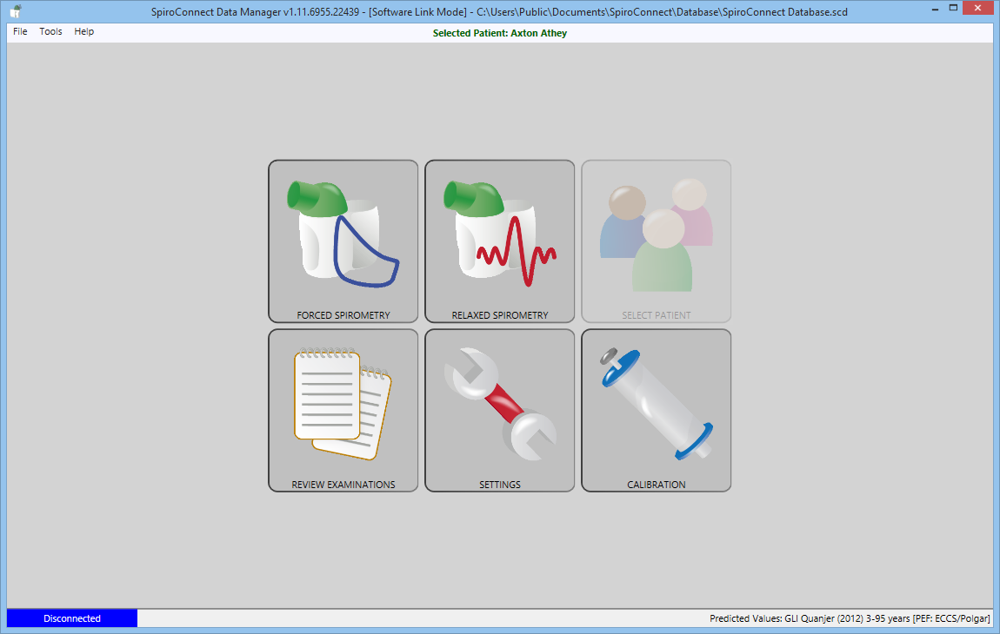 SpiroConnect Data Manager v1.11.6955.22439 - [Software Link Mode] - C:\Users\Public\Documents\SpiroConnect\Database\SpiroConnect Database.scd
File Tools Help Selected Patient: Axton Athey
FORCED SPIROMETRY RELAXED SPIROMETRY SELECT PATIENT
REVIEW EXAMINATIONS SETTINGS CALIBRATION
Disconnected Predicted Values: GLI Quanjer (2012) 3-95 years [PEF: ECCS/Polgar]